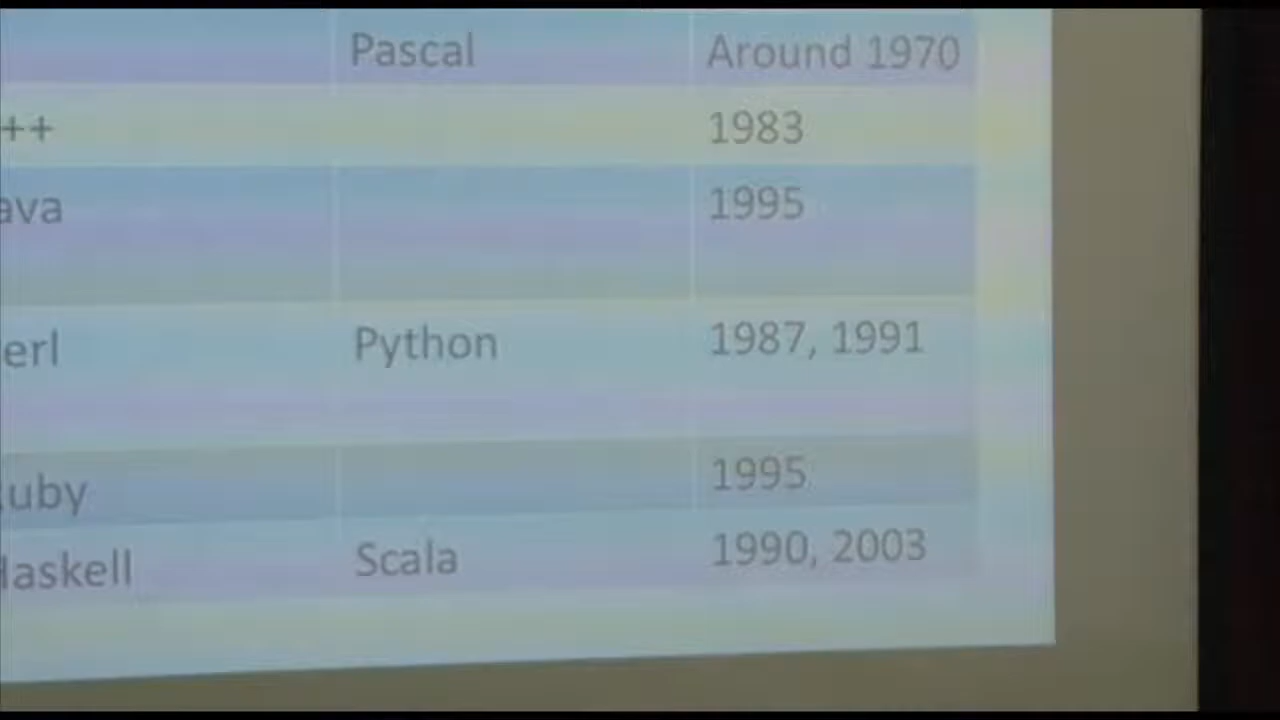 Pascal Around 1970
++ 1983
ava 1995
erl Python 1987, 1991
uby 1995
askell Scala 1990, 2003